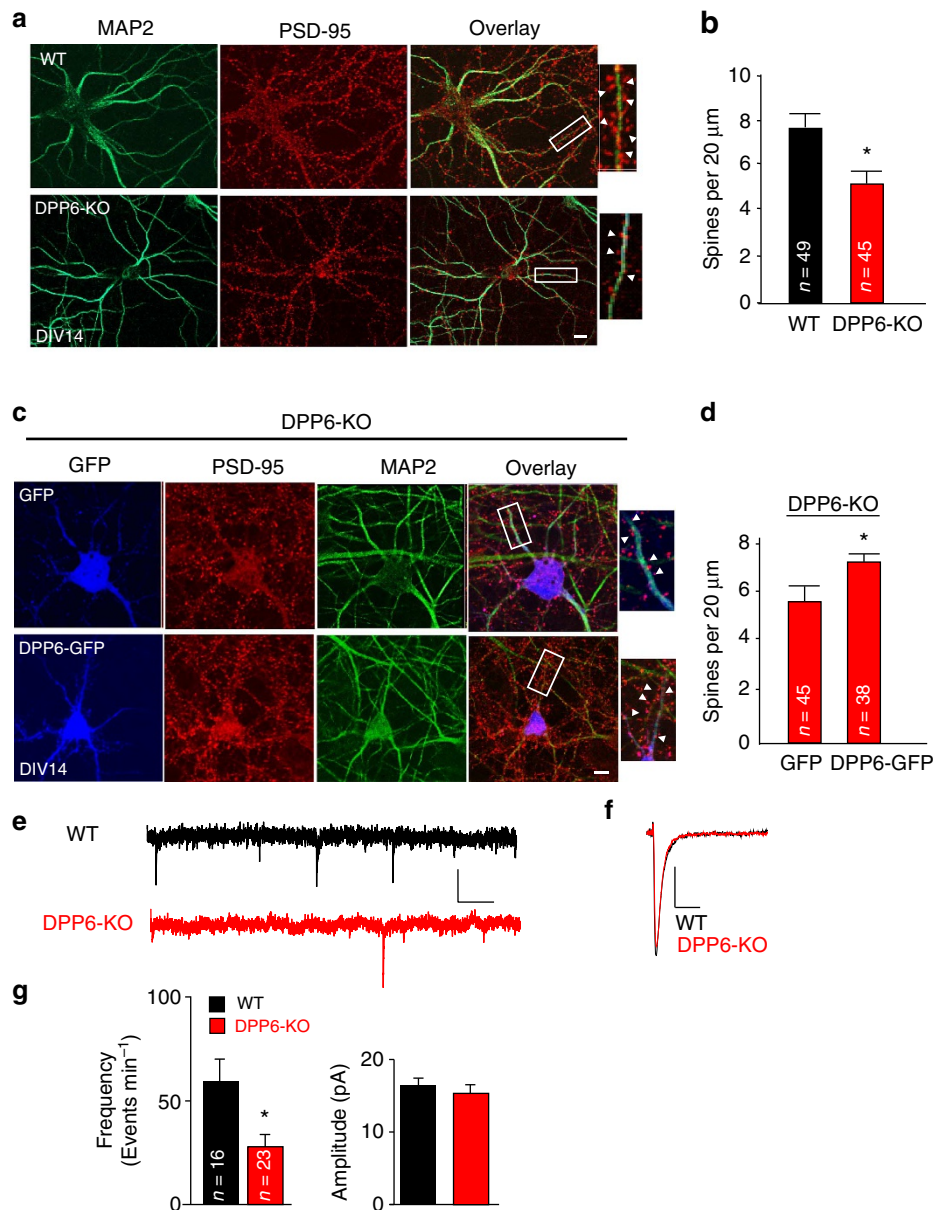 a
MAP2 PSD-95 Overlay
WT
DPP6-KO
DIV14
b
Spines per 20 μm
10
8
6
4
2
0
n = 49
*
n = 45
WT DPP6-KO
c
DPP6-KO
GFP PSD-95 MAP2 Overlay
GFP
DPP6-GFP
DIV14
d
DPP6-KO
Spines per 20 μm
8
6
4
2
0
*
n = 45
n = 38
GFP DPP6-GFP
e
WT
DPP6-KO
f
WT
DPP6-KO
g
WT
DPP6-KO
Frequency
(Events min⁻¹)
100
50
0
n = 16
*
n = 23
Amplitude (pA)
20
10
0